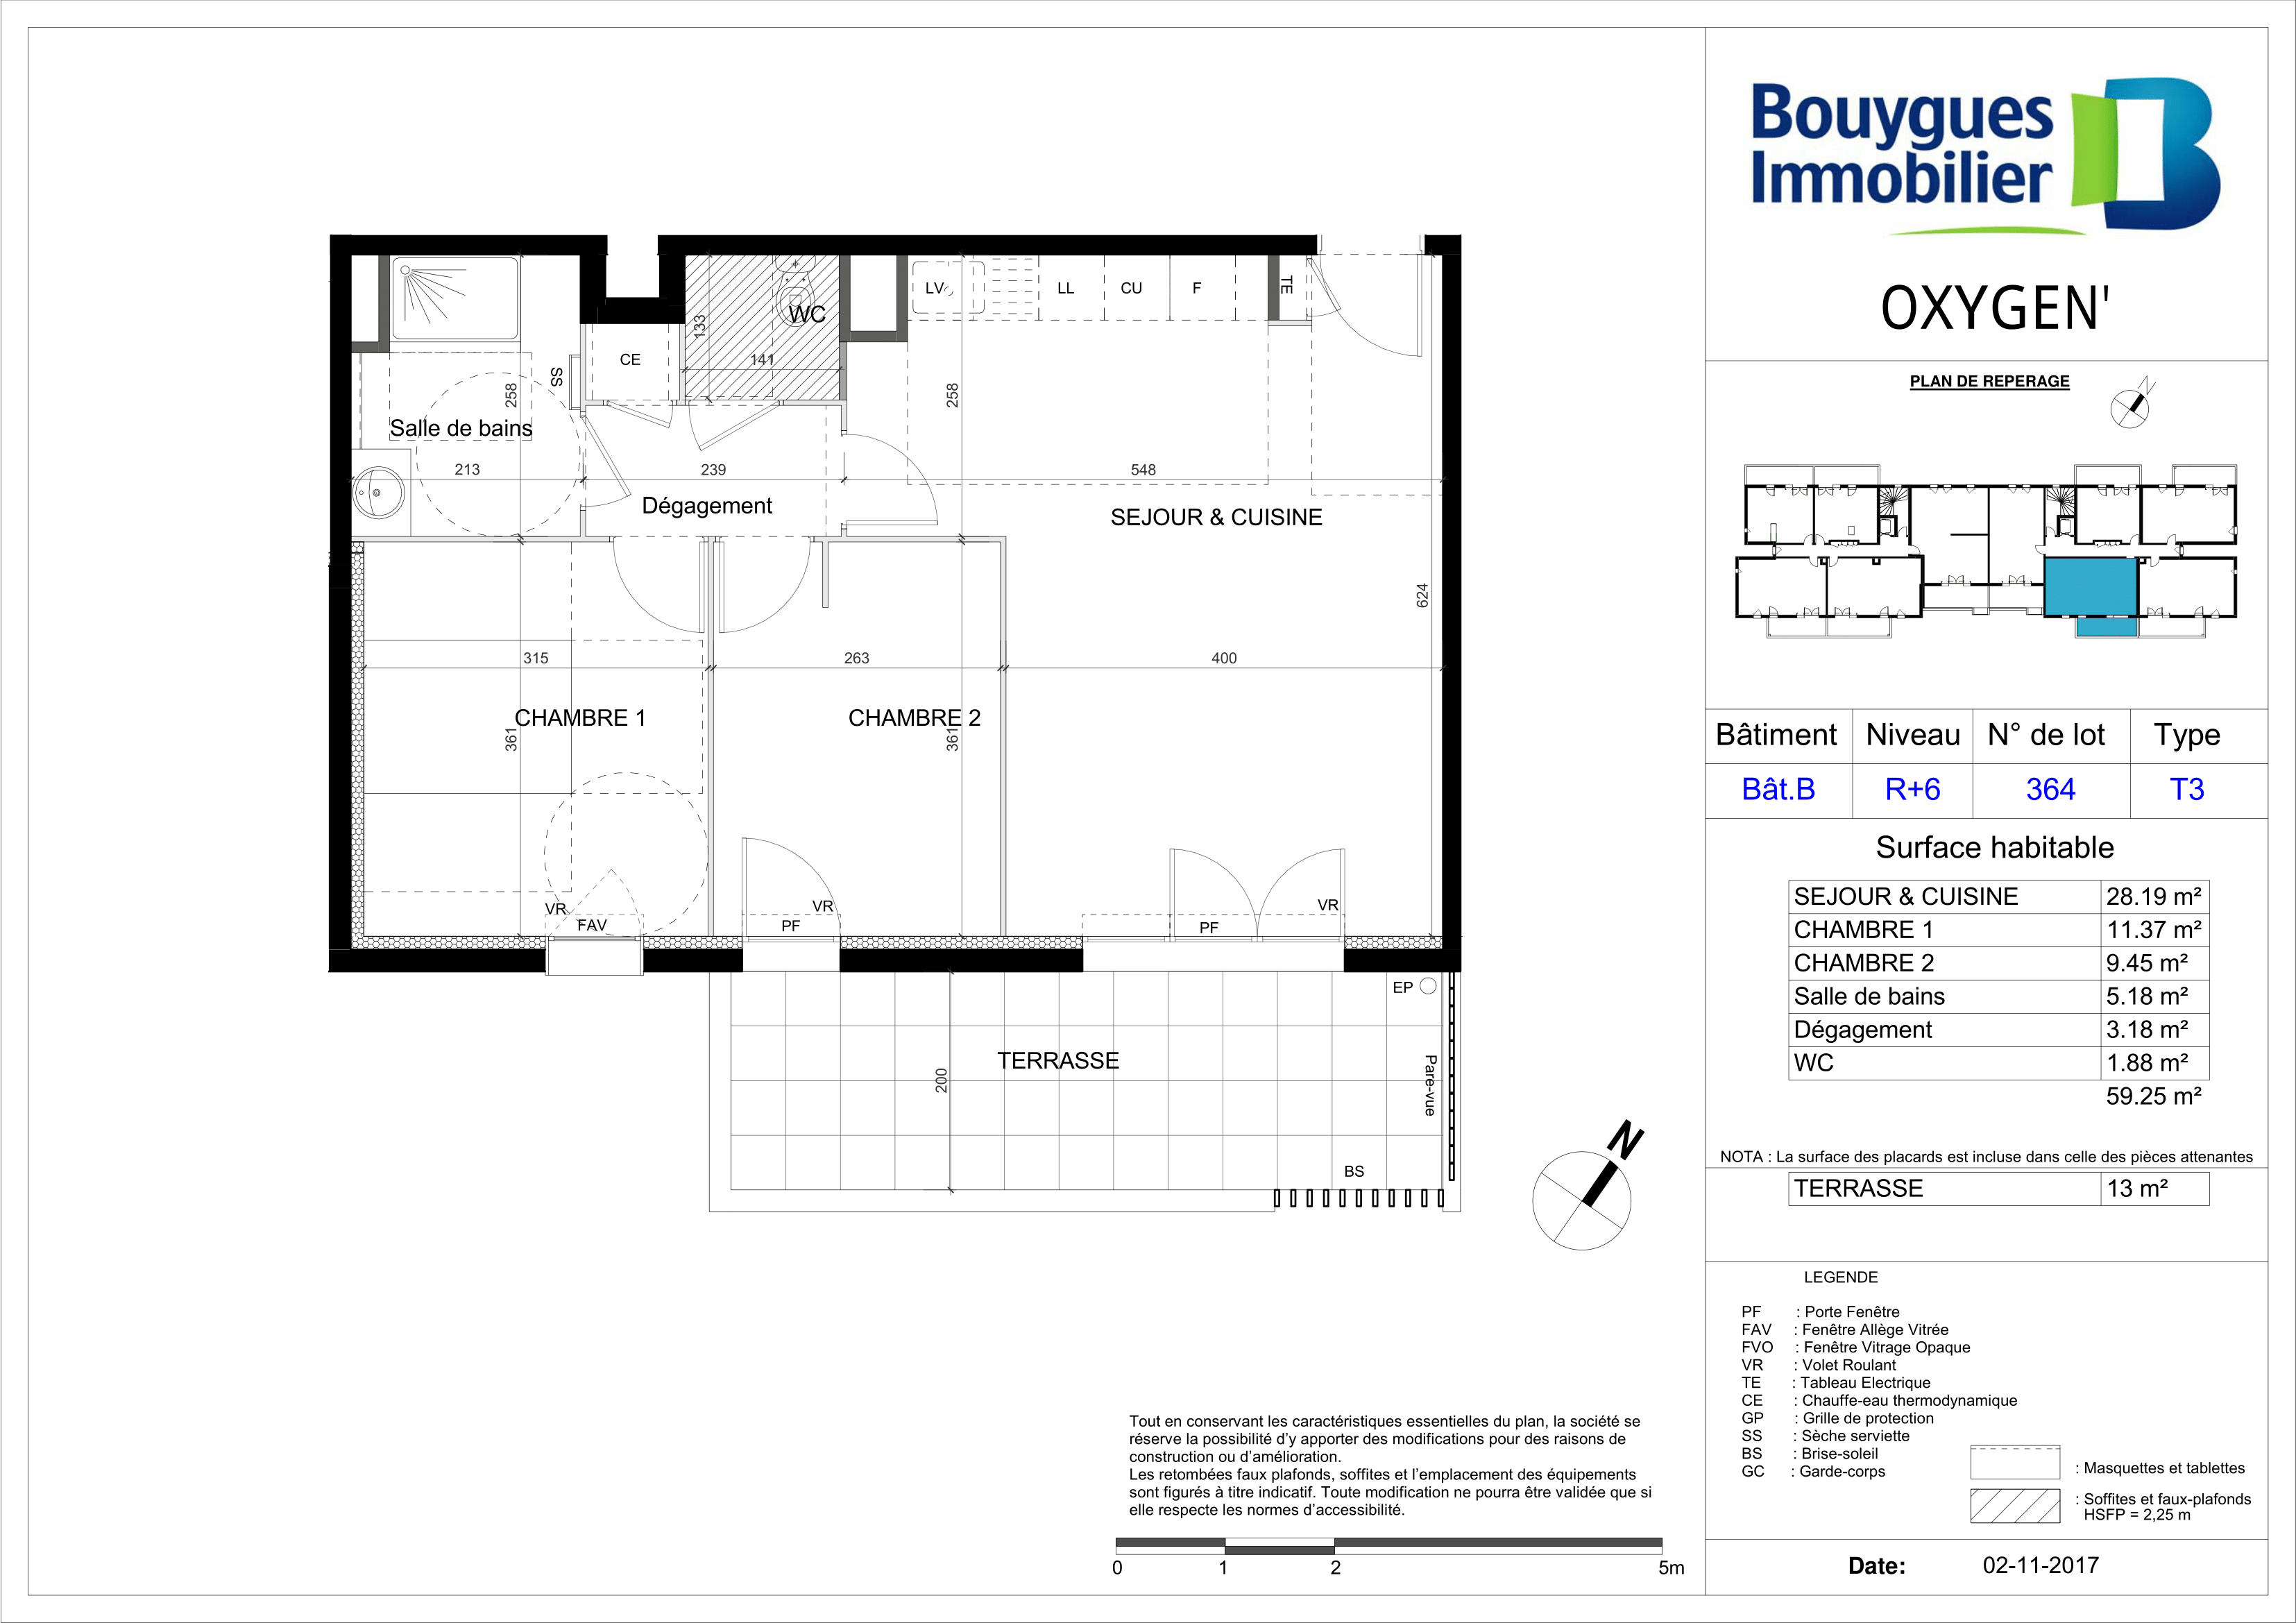 Bouygues
Immobilier
OXYGEN'
PLAN DE REPERAGE
N
Bâtiment Niveau N° de lot Type
Bât.B R+6 364 T3
Surface habitable
SEJOUR & CUISINE 28.19 m²
CHAMBRE 1 11.37 m²
CHAMBRE 2 9.45 m²
Salle de bains 5.18 m²
Dégagement 3.18 m²
WC 1.88 m²
59.25 m²
NOTA : La surface des placards est incluse dans celle des pièces attenantes
TERRASSE 13 m²
LEGENDE
PF : Porte Fenêtre
FAV : Fenêtre Allège Vitrée
FVO : Fenêtre Vitrage Opaque
VR : Volet Roulant
TE : Tableau Electrique
CE : Chauffe-eau thermodynamique
GP : Grille de protection
SS : Sèche serviette
BS : Brise-soleil
GC : Garde-corps
: Masquettes et tablettes
: Soffites et faux-plafonds
HSFP = 2,25 m
Date: 02-11-2017
LV
LL
CU
F
TE
WC
133
141
CE
SS
258
258
Salle de bains
213
239
548
Dégagement
SEJOUR & CUISINE
624
315
263
400
CHAMBRE 1
CHAMBRE 2
361
361
VR
FAV
VR
PF
VR
PF
EP
TERRASSE
200
Pare-vue
BS
N
Tout en conservant les caractéristiques essentielles du plan, la société se
réserve la possibilité d'y apporter des modifications pour des raisons de
construction ou d'amélioration.
Les retombées faux plafonds, soffites et l'emplacement des équipements
sont figurés à titre indicatif. Toute modification ne pourra être validée que si
elle respecte les normes d'accessibilité.
0 1 2 5m